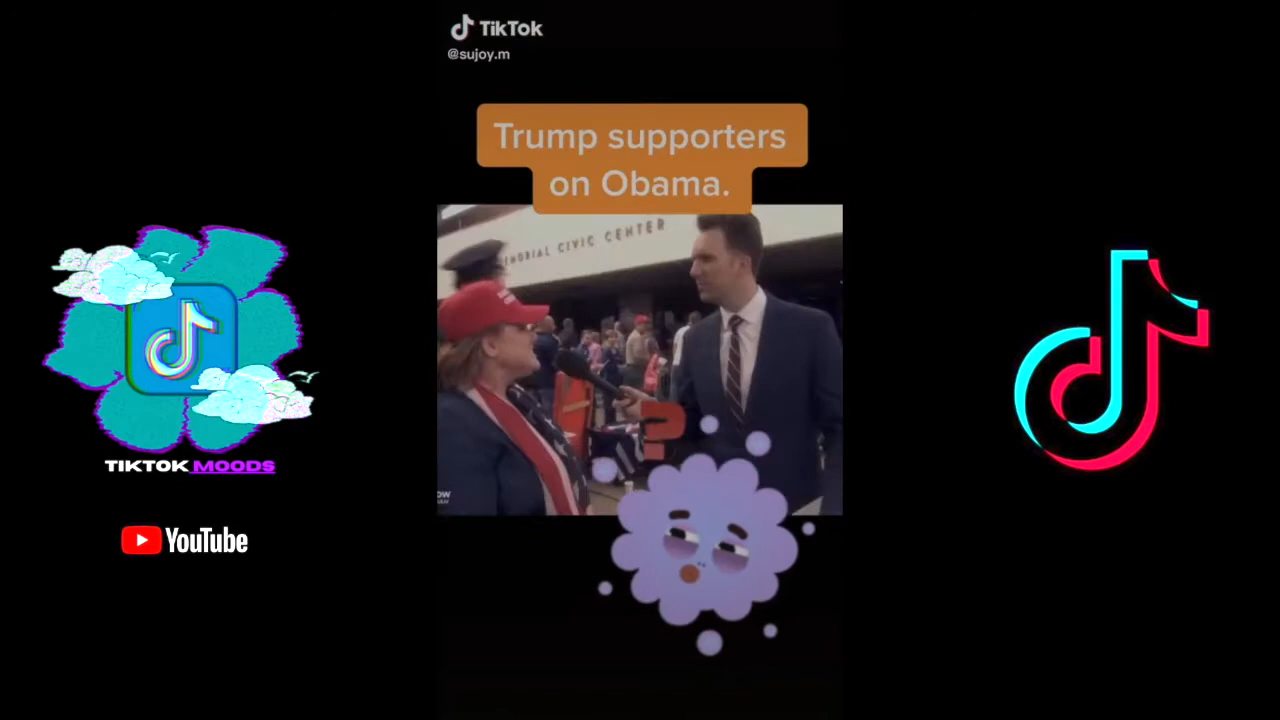 TikTok
@sujoy.m
Trump supporters
on Obama.
MEMORIAL CIVIC CENTER
TIKTOK MOODS
YouTube
?